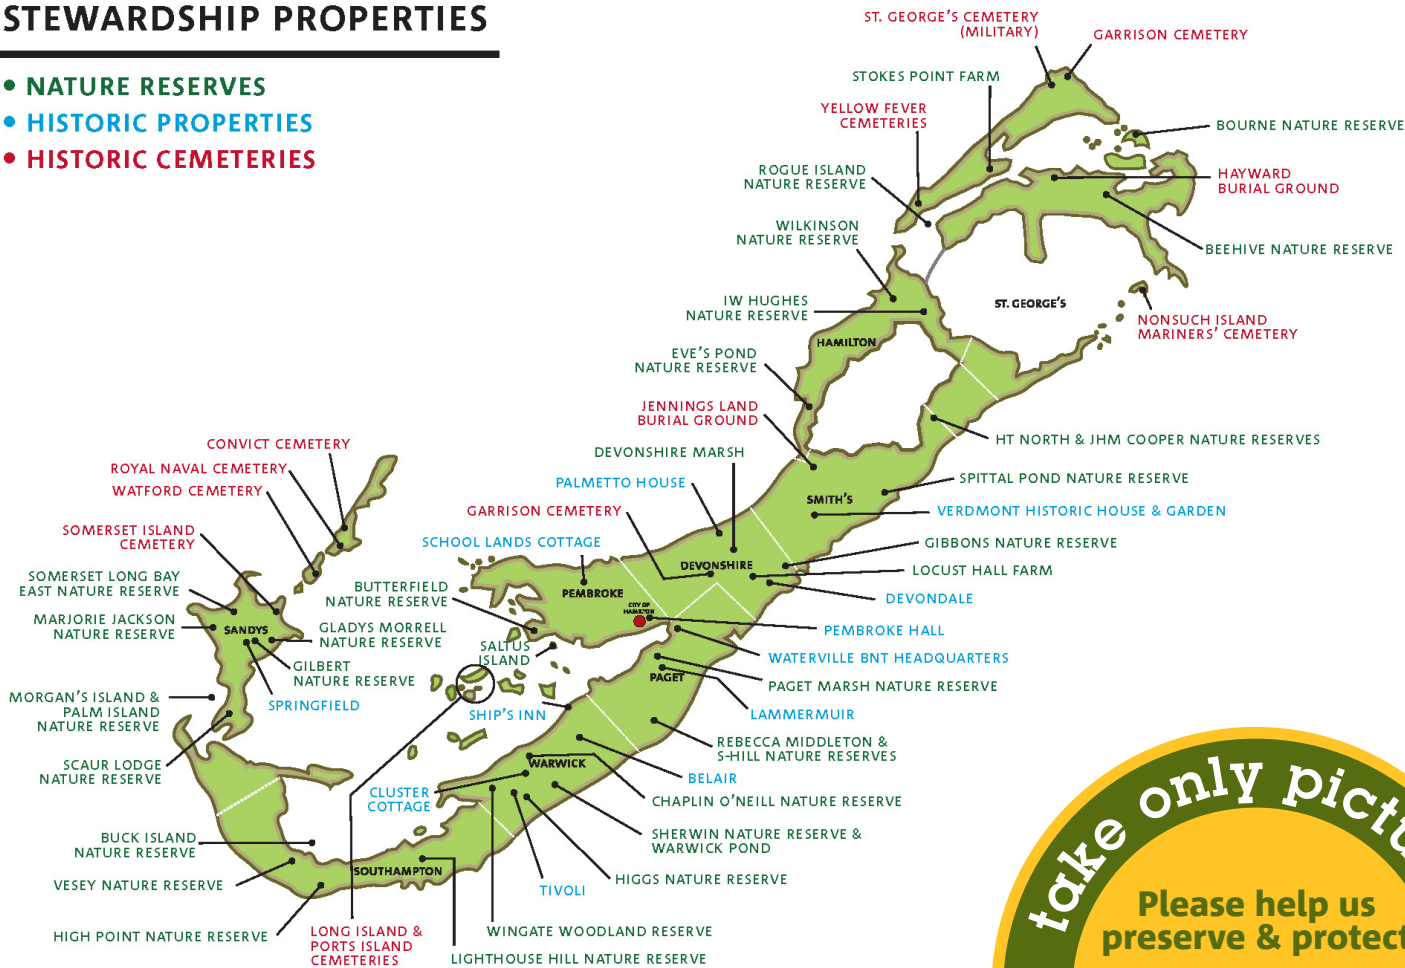 STEWARDSHIP PROPERTIES
• NATURE RESERVES
• HISTORIC PROPERTIES
• HISTORIC CEMETERIES
ST. GEORGE'S CEMETERY
(MILITARY)
GARRISON CEMETERY
STOKES POINT FARM
YELLOW FEVER
CEMETERIES
BOURNE NATURE RESERVE
ROGUE ISLAND
NATURE RESERVE
HAYWARD
BURIAL GROUND
WILKINSON
NATURE RESERVE
BEEHIVE NATURE RESERVE
IW HUGHES
NATURE RESERVE
ST. GEORGE'S
NONSUCH ISLAND
MARINERS' CEMETERY
HAMILTON
EVE'S POND
NATURE RESERVE
JENNINGS LAND
BURIAL GROUND
HT NORTH & JHM COOPER NATURE RESERVES
CONVICT CEMETERY
DEVONSHIRE MARSH
ROYAL NAVAL CEMETERY
WATFORD CEMETERY
PALMETTO HOUSE
SPITTAL POND NATURE RESERVE
SMITH'S
GARRISON CEMETERY
VERDMONT HISTORIC HOUSE & GARDEN
SOMERSET ISLAND
CEMETERY
SCHOOL LANDS COTTAGE
GIBBONS NATURE RESERVE
DEVONSHIRE
LOCUST HALL FARM
SOMERSET LONG BAY
EAST NATURE RESERVE
BUTTERFIELD
NATURE RESERVE
PEMBROKE
DEVONDALE
CITY OF
HAMILTON
MARJORIE JACKSON
NATURE RESERVE
SANDYS
GLADYS MORRELL
NATURE RESERVE
PEMBROKE HALL
SALTUS
ISLAND
WATERVILLE BNT HEADQUARTERS
GILBERT
NATURE RESERVE
PAGET
PAGET MARSH NATURE RESERVE
MORGAN'S ISLAND &
PALM ISLAND
NATURE RESERVE
SPRINGFIELD
SHIP'S INN
LAMMERMUIR
REBECCA MIDDLETON &
S-HILL NATURE RESERVES
SCAUR LODGE
NATURE RESERVE
WARWICK
BELAIR
CLUSTER
COTTAGE
CHAPLIN O'NEILL NATURE RESERVE
BUCK ISLAND
NATURE RESERVE
SHERWIN NATURE RESERVE &
WARWICK POND
SOUTHAMPTON
VESEY NATURE RESERVE
TIVOLI
HIGGS NATURE RESERVE
HIGH POINT NATURE RESERVE
LONG ISLAND &
PORTS ISLAND
CEMETERIES
WINGATE WOODLAND RESERVE
LIGHTHOUSE HILL NATURE RESERVE
take only pictu
Please help us
preserve & protect